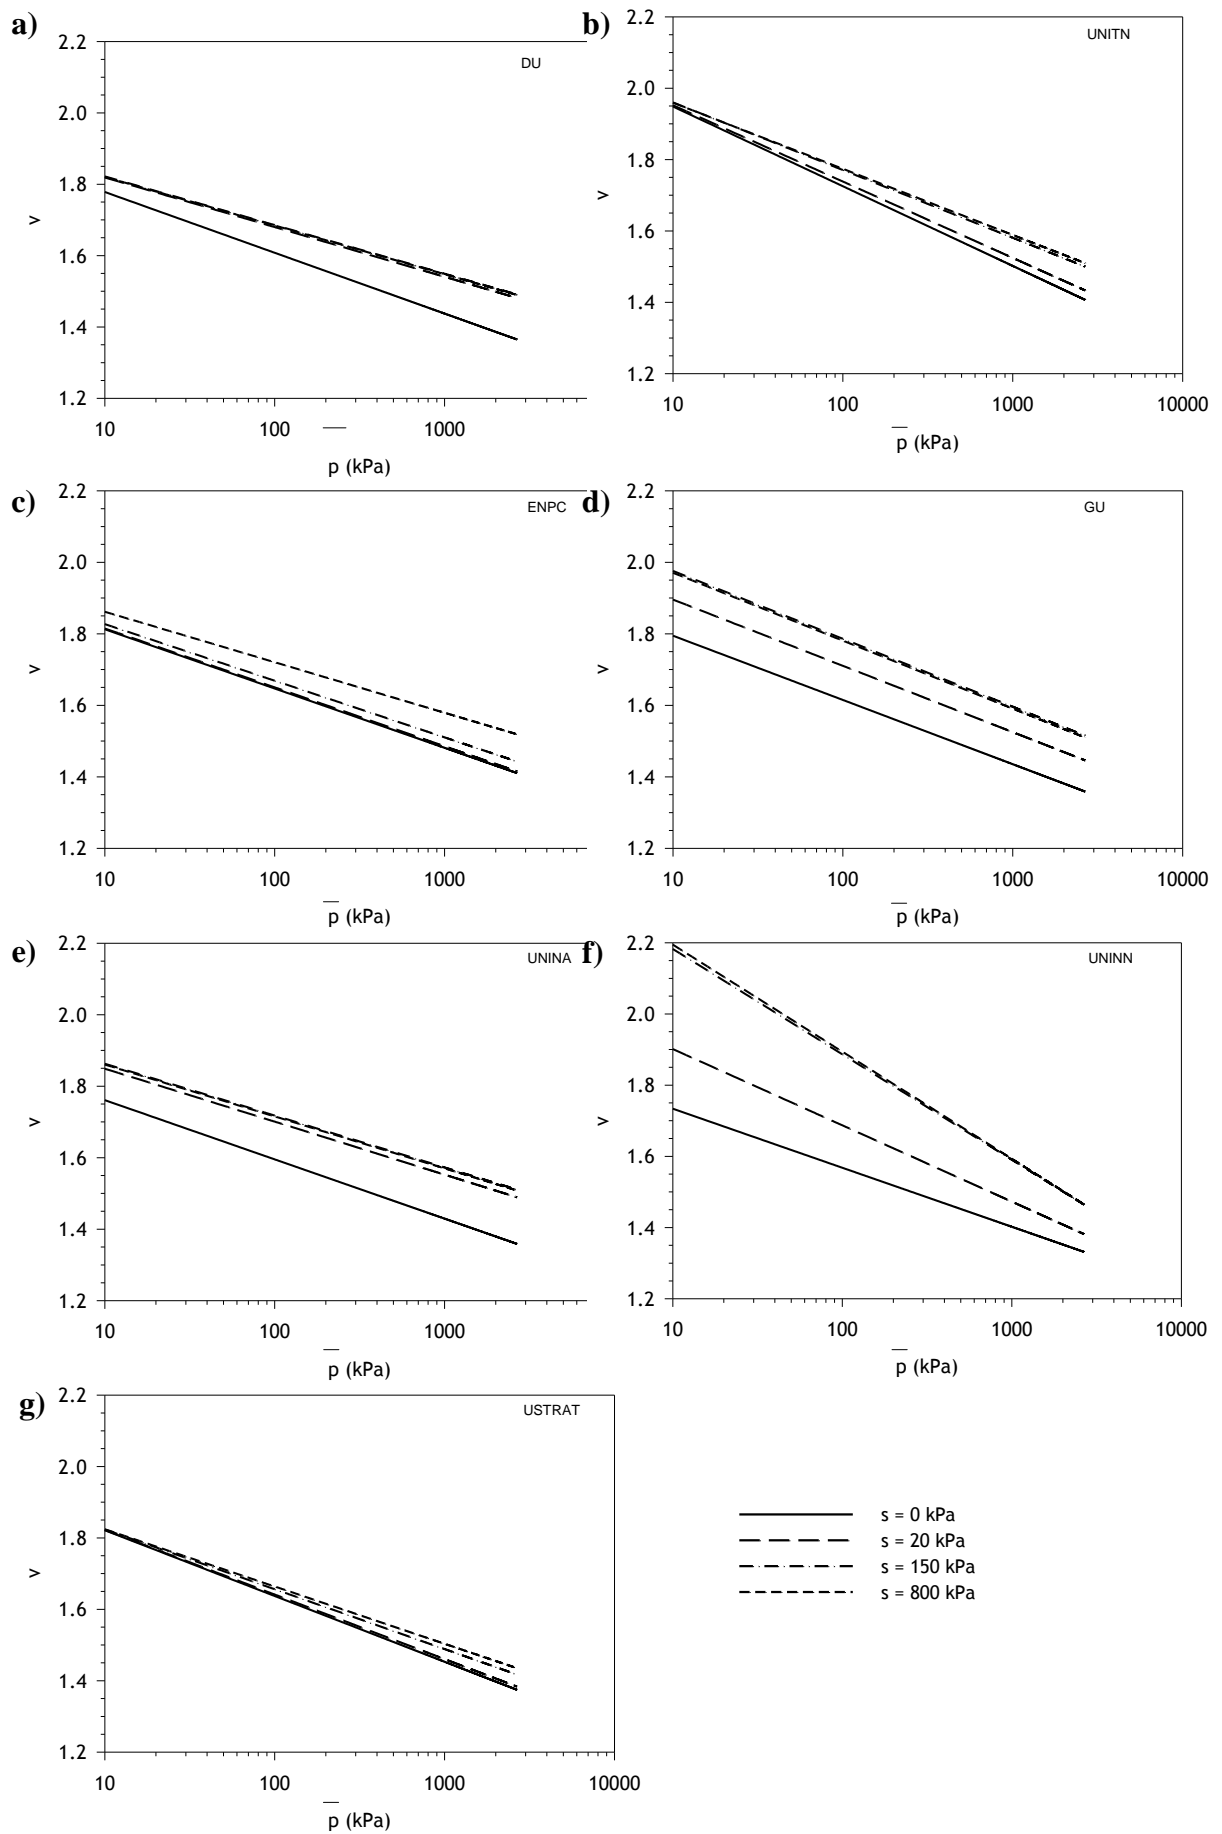 a)
2.2
DU
2.0
1.8
v
1.6
1.4
1.2
10 100 1000
p (kPa)
b)
2.2
UNITN
2.0
1.8
v
1.6
1.4
1.2
10 100 1000 10000
p (kPa)
c)
2.2
ENPC
2.0
1.8
v
1.6
1.4
1.2
10 100 1000
p (kPa)
d)
2.2
GU
2.0
1.8
v
1.6
1.4
1.2
10 100 1000 10000
p (kPa)
e)
2.2
UNINA
2.0
1.8
v
1.6
1.4
1.2
10 100 1000
p (kPa)
f)
2.2
UNINN
2.0
1.8
v
1.6
1.4
1.2
10 100 1000 10000
p (kPa)
g)
2.2
USTRAT
2.0
1.8
v
1.6
1.4
1.2
10 100 1000 10000
p (kPa)
s = 0 kPa
s = 20 kPa
s = 150 kPa
s = 800 kPa